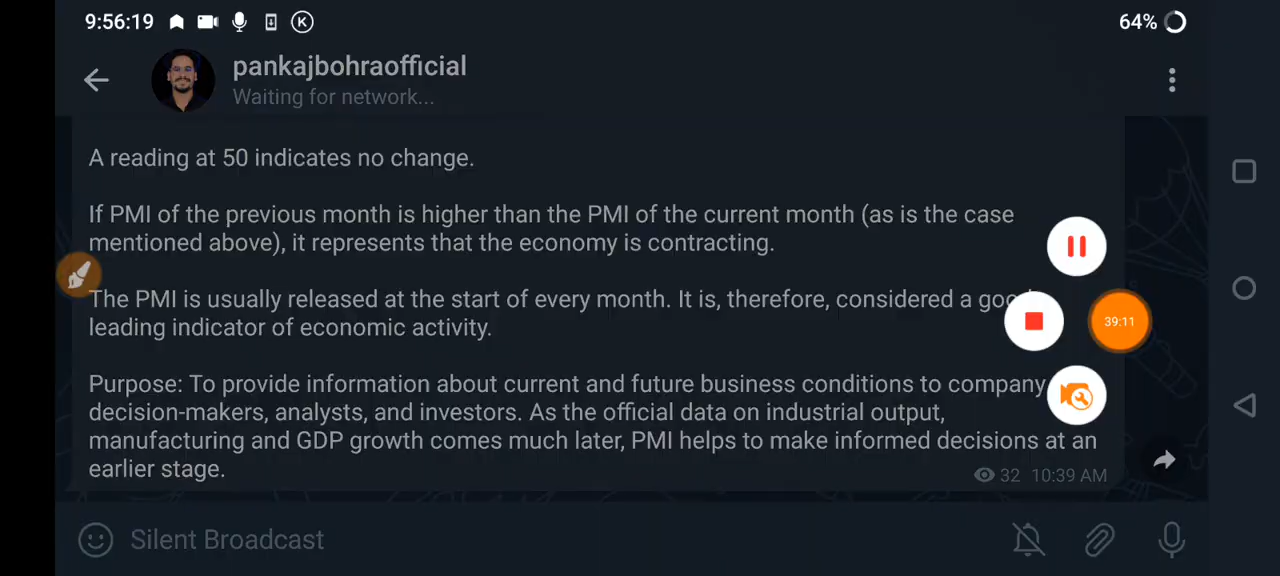 9:56:19
64%
pankajbohraofficial
Waiting for network...
A reading at 50 indicates no change.
If PMI of the previous month is higher than the PMI of the current month (as is the case
mentioned above), it represents that the economy is contracting.
The PMI is usually released at the start of every month. It is, therefore, considered a
leading indicator of economic activity.
Purpose: To provide information about current and future business conditions to company
decision-makers, analysts, and investors. As the official data on industrial output,
manufacturing and GDP growth comes much later, PMI helps to make informed decisions at an
earlier stage.
32 10:39 AM
39:11
Silent Broadcast